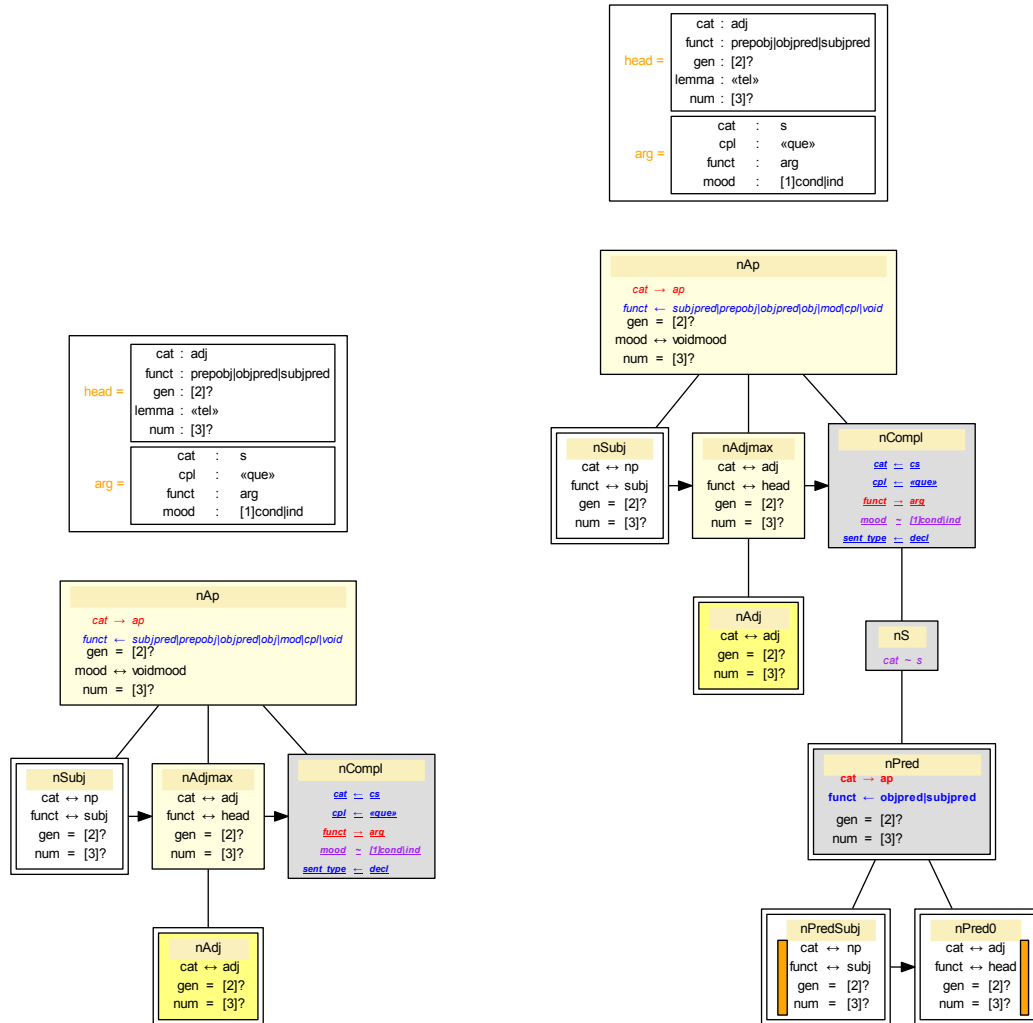 head =
cat : adj
funct : prepobj|objpred|subjpred
gen : [2]?
lemma : «tel»
num : [3]?
arg =
cat : s
cpl : «que»
funct : arg
mood : [1]cond|ind
nAp
cat → ap
funct ← subjpred|prepobj|objpred|obj|mod|cpl|void
gen = [2]?
mood ↔ voidmood
num = [3]?
nSubj
cat ↔ np
funct ↔ subj
gen = [2]?
num = [3]?
nAdjmax
cat ↔ adj
funct ↔ head
gen = [2]?
num = [3]?
nCompl
cat ← cs
cpl ← «que»
funct → arg
mood ~ [1]cond|ind
sent_type ← decl
nAdj
cat ↔ adj
gen = [2]?
num = [3]?
head =
cat : adj
funct : prepobj|objpred|subjpred
gen : [2]?
lemma : «tel»
num : [3]?
arg =
cat : s
cpl : «que»
funct : arg
mood : [1]cond|ind
nAp
cat → ap
funct ← subjpred|prepobj|objpred|obj|mod|cpl|void
gen = [2]?
mood ↔ voidmood
num = [3]?
nSubj
cat ↔ np
funct ↔ subj
gen = [2]?
num = [3]?
nAdjmax
cat ↔ adj
funct ↔ head
gen = [2]?
num = [3]?
nCompl
cat ← cs
cpl ← «que»
funct → arg
mood ~ [1]cond|ind
sent_type ← decl
nAdj
cat ↔ adj
gen = [2]?
num = [3]?
nS
cat ~ s
nPred
cat → ap
funct ← objpred|subjpred
gen = [2]?
num = [3]?
nPredSubj
cat ↔ np
funct ↔ subj
gen = [2]?
num = [3]?
nPred0
cat ↔ adj
funct ↔ head
gen = [2]?
num = [3]?